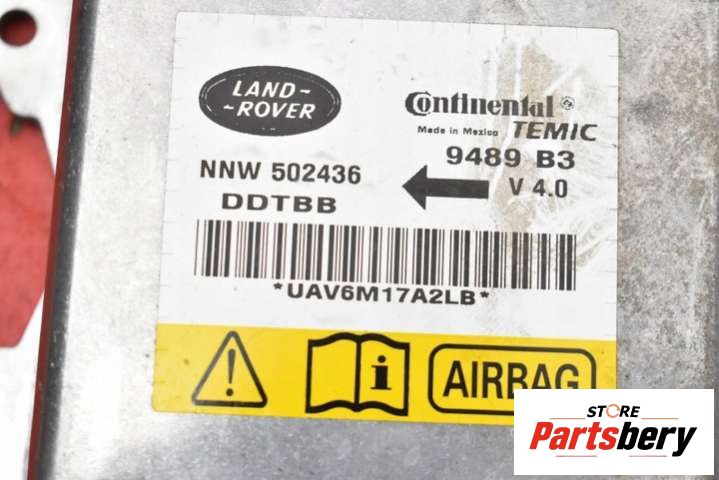 LAND-
-ROVER
Continental
Made in Mexico TEMIC
9489 B3
NNW 502436
V 4.0
DDTBB
*UAV6M17A2LB*
AIRBAG
STORE
Partsbery